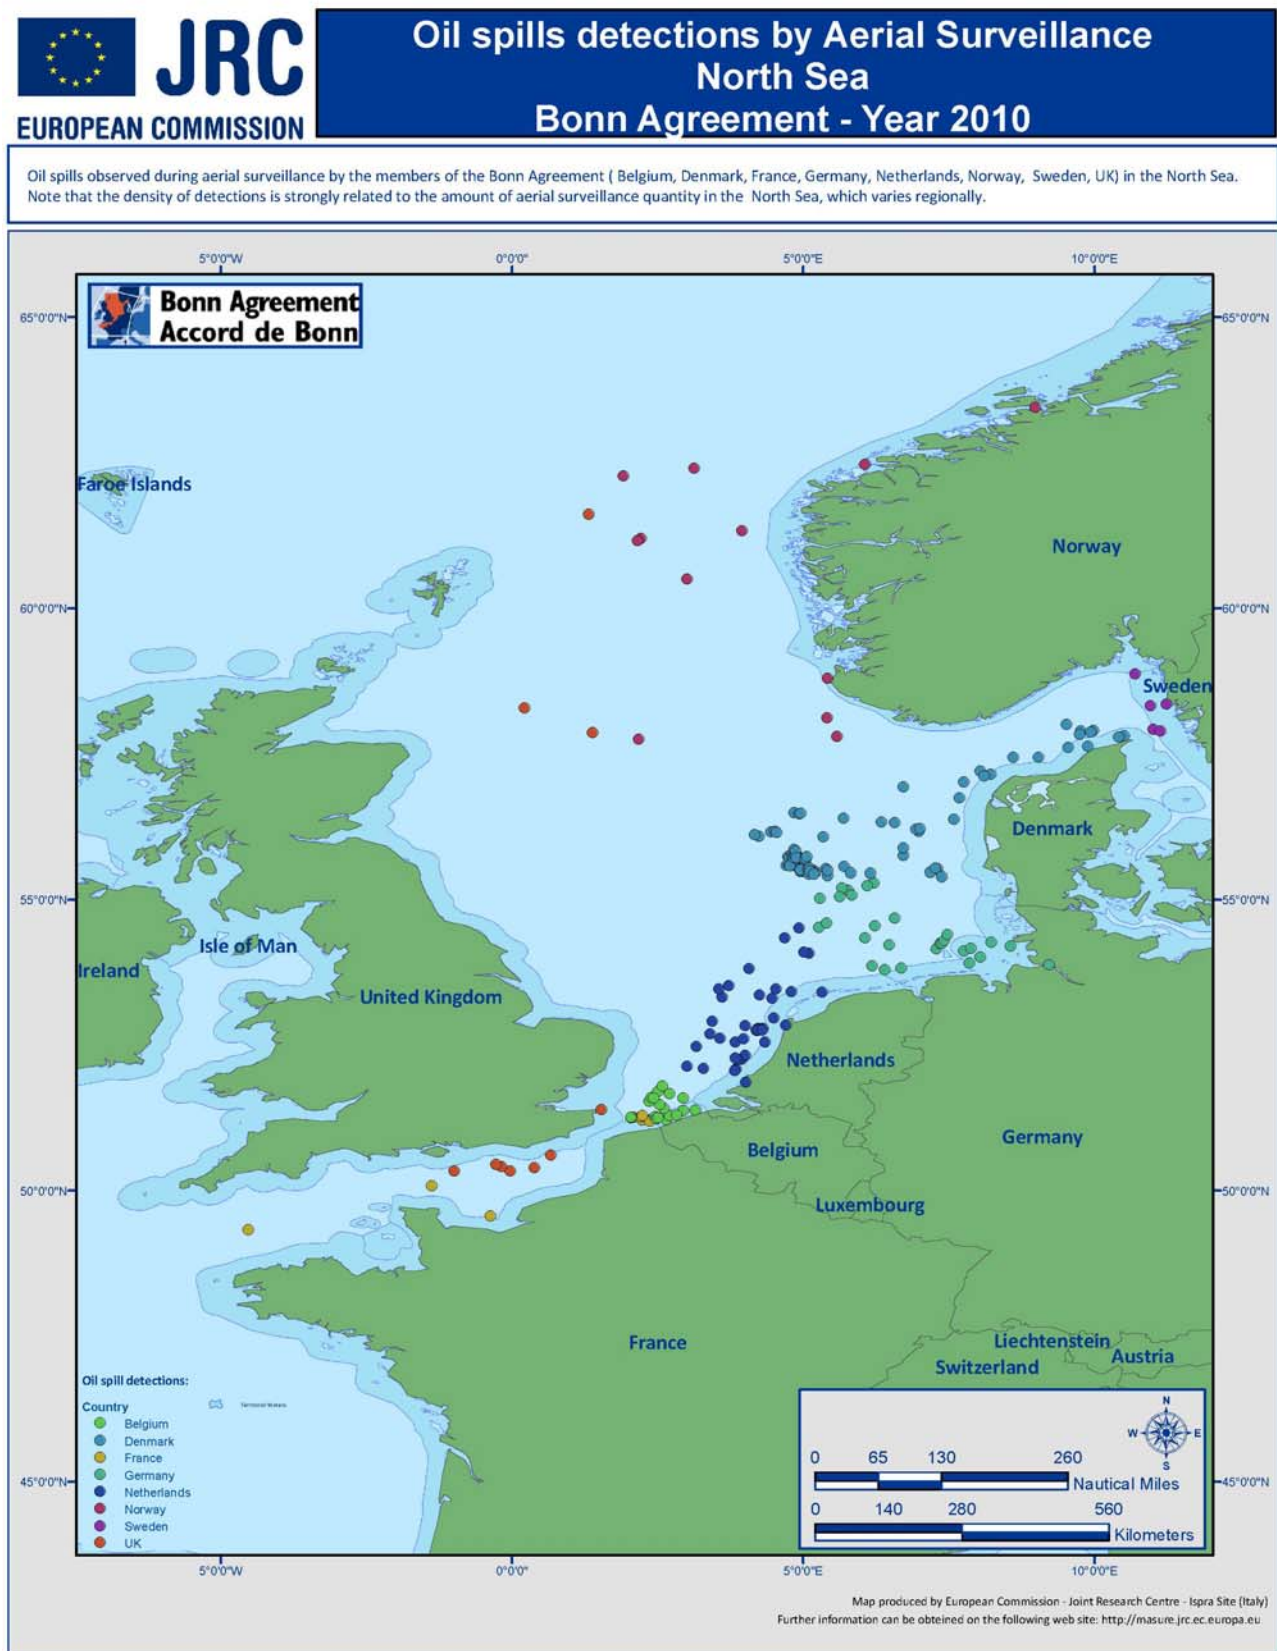 JRC
EUROPEAN COMMISSION
Oil spills detections by Aerial Surveillance
North Sea
Bonn Agreement - Year 2010
Oil spills observed during aerial surveillance by the members of the Bonn Agreement ( Belgium, Denmark, France, Germany, Netherlands, Norway, Sweden, UK) in the North Sea.
Note that the density of detections is strongly related to the amount of aerial surveillance quantity in the North Sea, which varies regionally.
5°0'0"W 0°0'0" 5°0'0"E 10°0'0"E
Bonn Agreement
Accord de Bonn
65°0'0"N 65°0'0"N
Faroe Islands
Norway
60°0'0"N 60°0'0"N
Sweden
Denmark
55°0'0"N 55°0'0"N
Isle of Man
Ireland
United Kingdom
Netherlands
Germany
Belgium
50°0'0"N 50°0'0"N
Luxembourg
France
Liechtenstein
Austria
Switzerland
Oil spill detections:
Country
Territorial Waters
Belgium
Denmark
France
Germany
Netherlands
Norway
Sweden
UK
45°0'0"N 45°0'0"N
N
W E
S
0 65 130 260
Nautical Miles
0 140 280 560
Kilometers
5°0'0"W 0°0'0" 5°0'0"E 10°0'0"E
Map produced by European Commission - Joint Research Centre - Ispra Site (Italy)
Further information can be obteined on the following web site: http://masure.jrc.ec.europa.eu